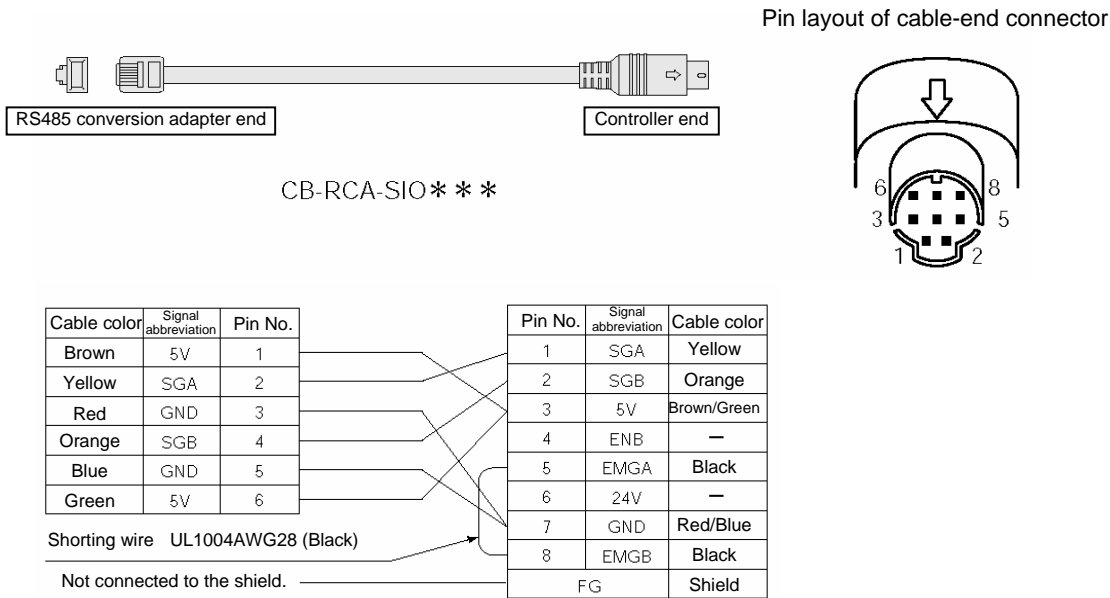 Pin layout of cable-end connector
RS485 conversion adapter end
Controller end
CB-RCA-SIO＊＊＊
6 8
3 5
1 2
Cable color Signal abbreviation Pin No.
Brown 5V 1
Yellow SGA 2
Red GND 3
Orange SGB 4
Blue GND 5
Green 5V 6
Shorting wire UL1004AWG28 (Black)
Not connected to the shield.
Pin No. Signal abbreviation Cable color
1 SGA Yellow
2 SGB Orange
3 5V Brown/Green
4 ENB —
5 EMGA Black
6 24V —
7 GND Red/Blue
8 EMGB Black
FG Shield